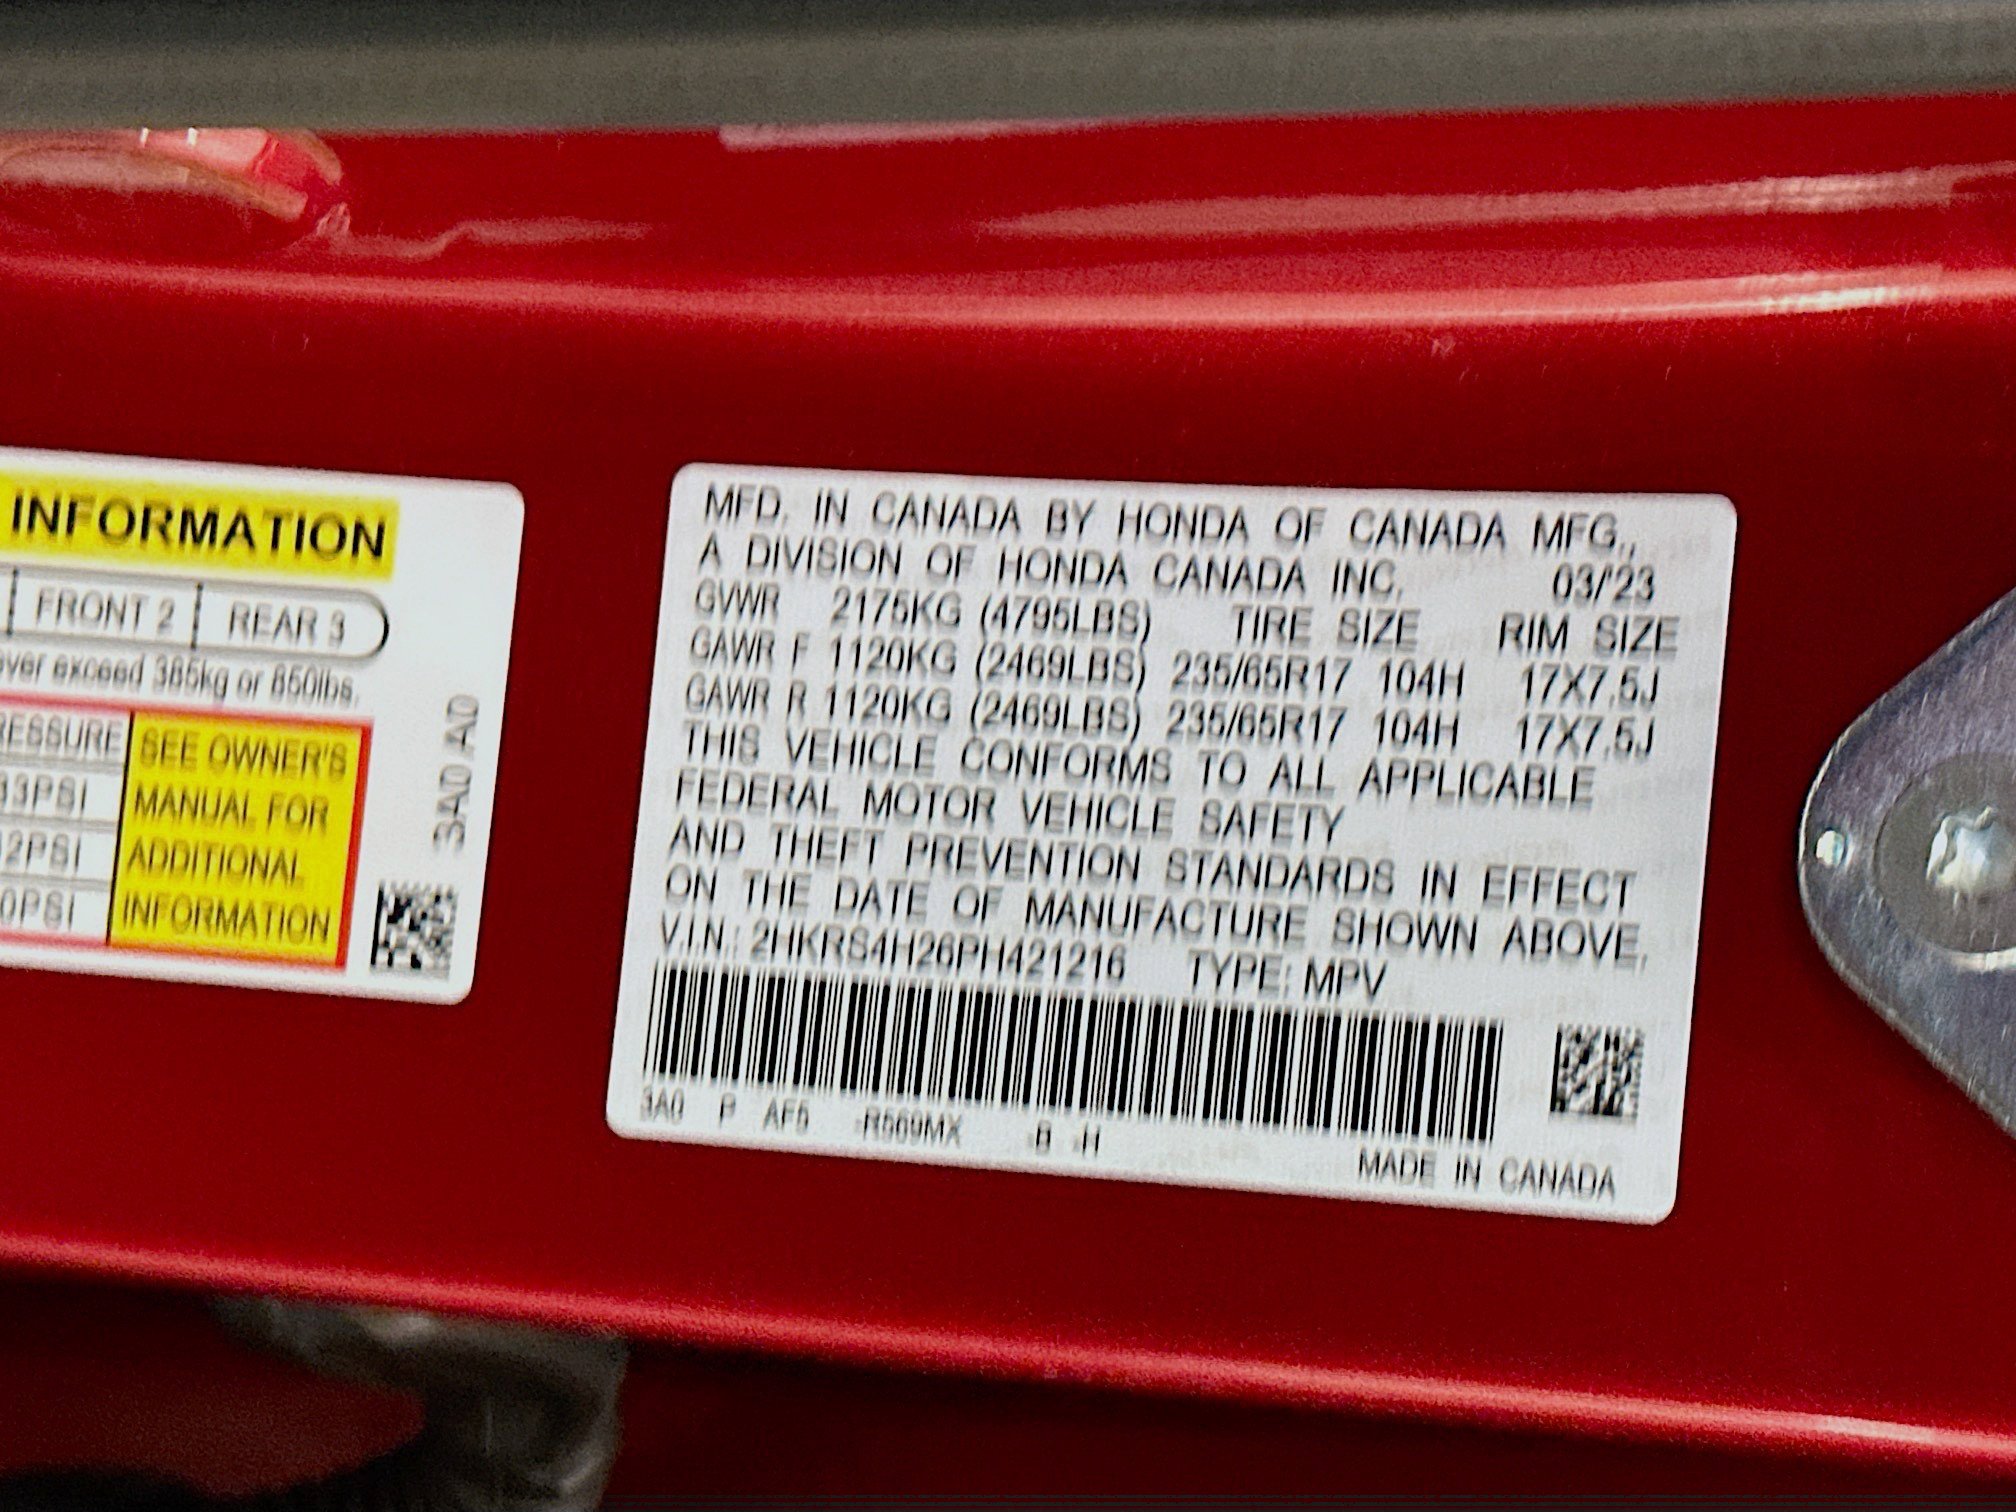 INFORMATION
FRONT 2 REAR 3
ver exceed 385kg or 850lbs.
RESSURE
33PSI
2PSI
0PSI
SEE OWNER'S
MANUAL FOR
ADDITIONAL
INFORMATION
3A0 A0
MFD. IN CANADA BY HONDA OF CANADA MFG.,
A DIVISION OF HONDA CANADA INC. 03/'23
GVWR 2175KG (4795LBS) TIRE SIZE RIM SIZE
GAWR F 1120KG (2469LBS) 235/65R17 104H 17X7.5J
GAWR R 1120KG (2469LBS) 235/65R17 104H 17X7.5J
THIS VEHICLE CONFORMS TO ALL APPLICABLE
FEDERAL MOTOR VEHICLE SAFETY
AND THEFT PREVENTION STANDARDS IN EFFECT
ON THE DATE OF MANUFACTURE SHOWN ABOVE.
V.I.N.: 2HKRS4H26PH421216 TYPE: MPV
3A0 P AF5 -R569MX -B -H
MADE IN CANADA